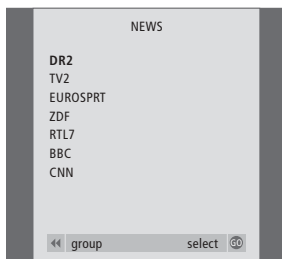 NEWS
DR2
TV2
EUROSPRT
ZDF
RTL7
BBC
CNN
group select GO